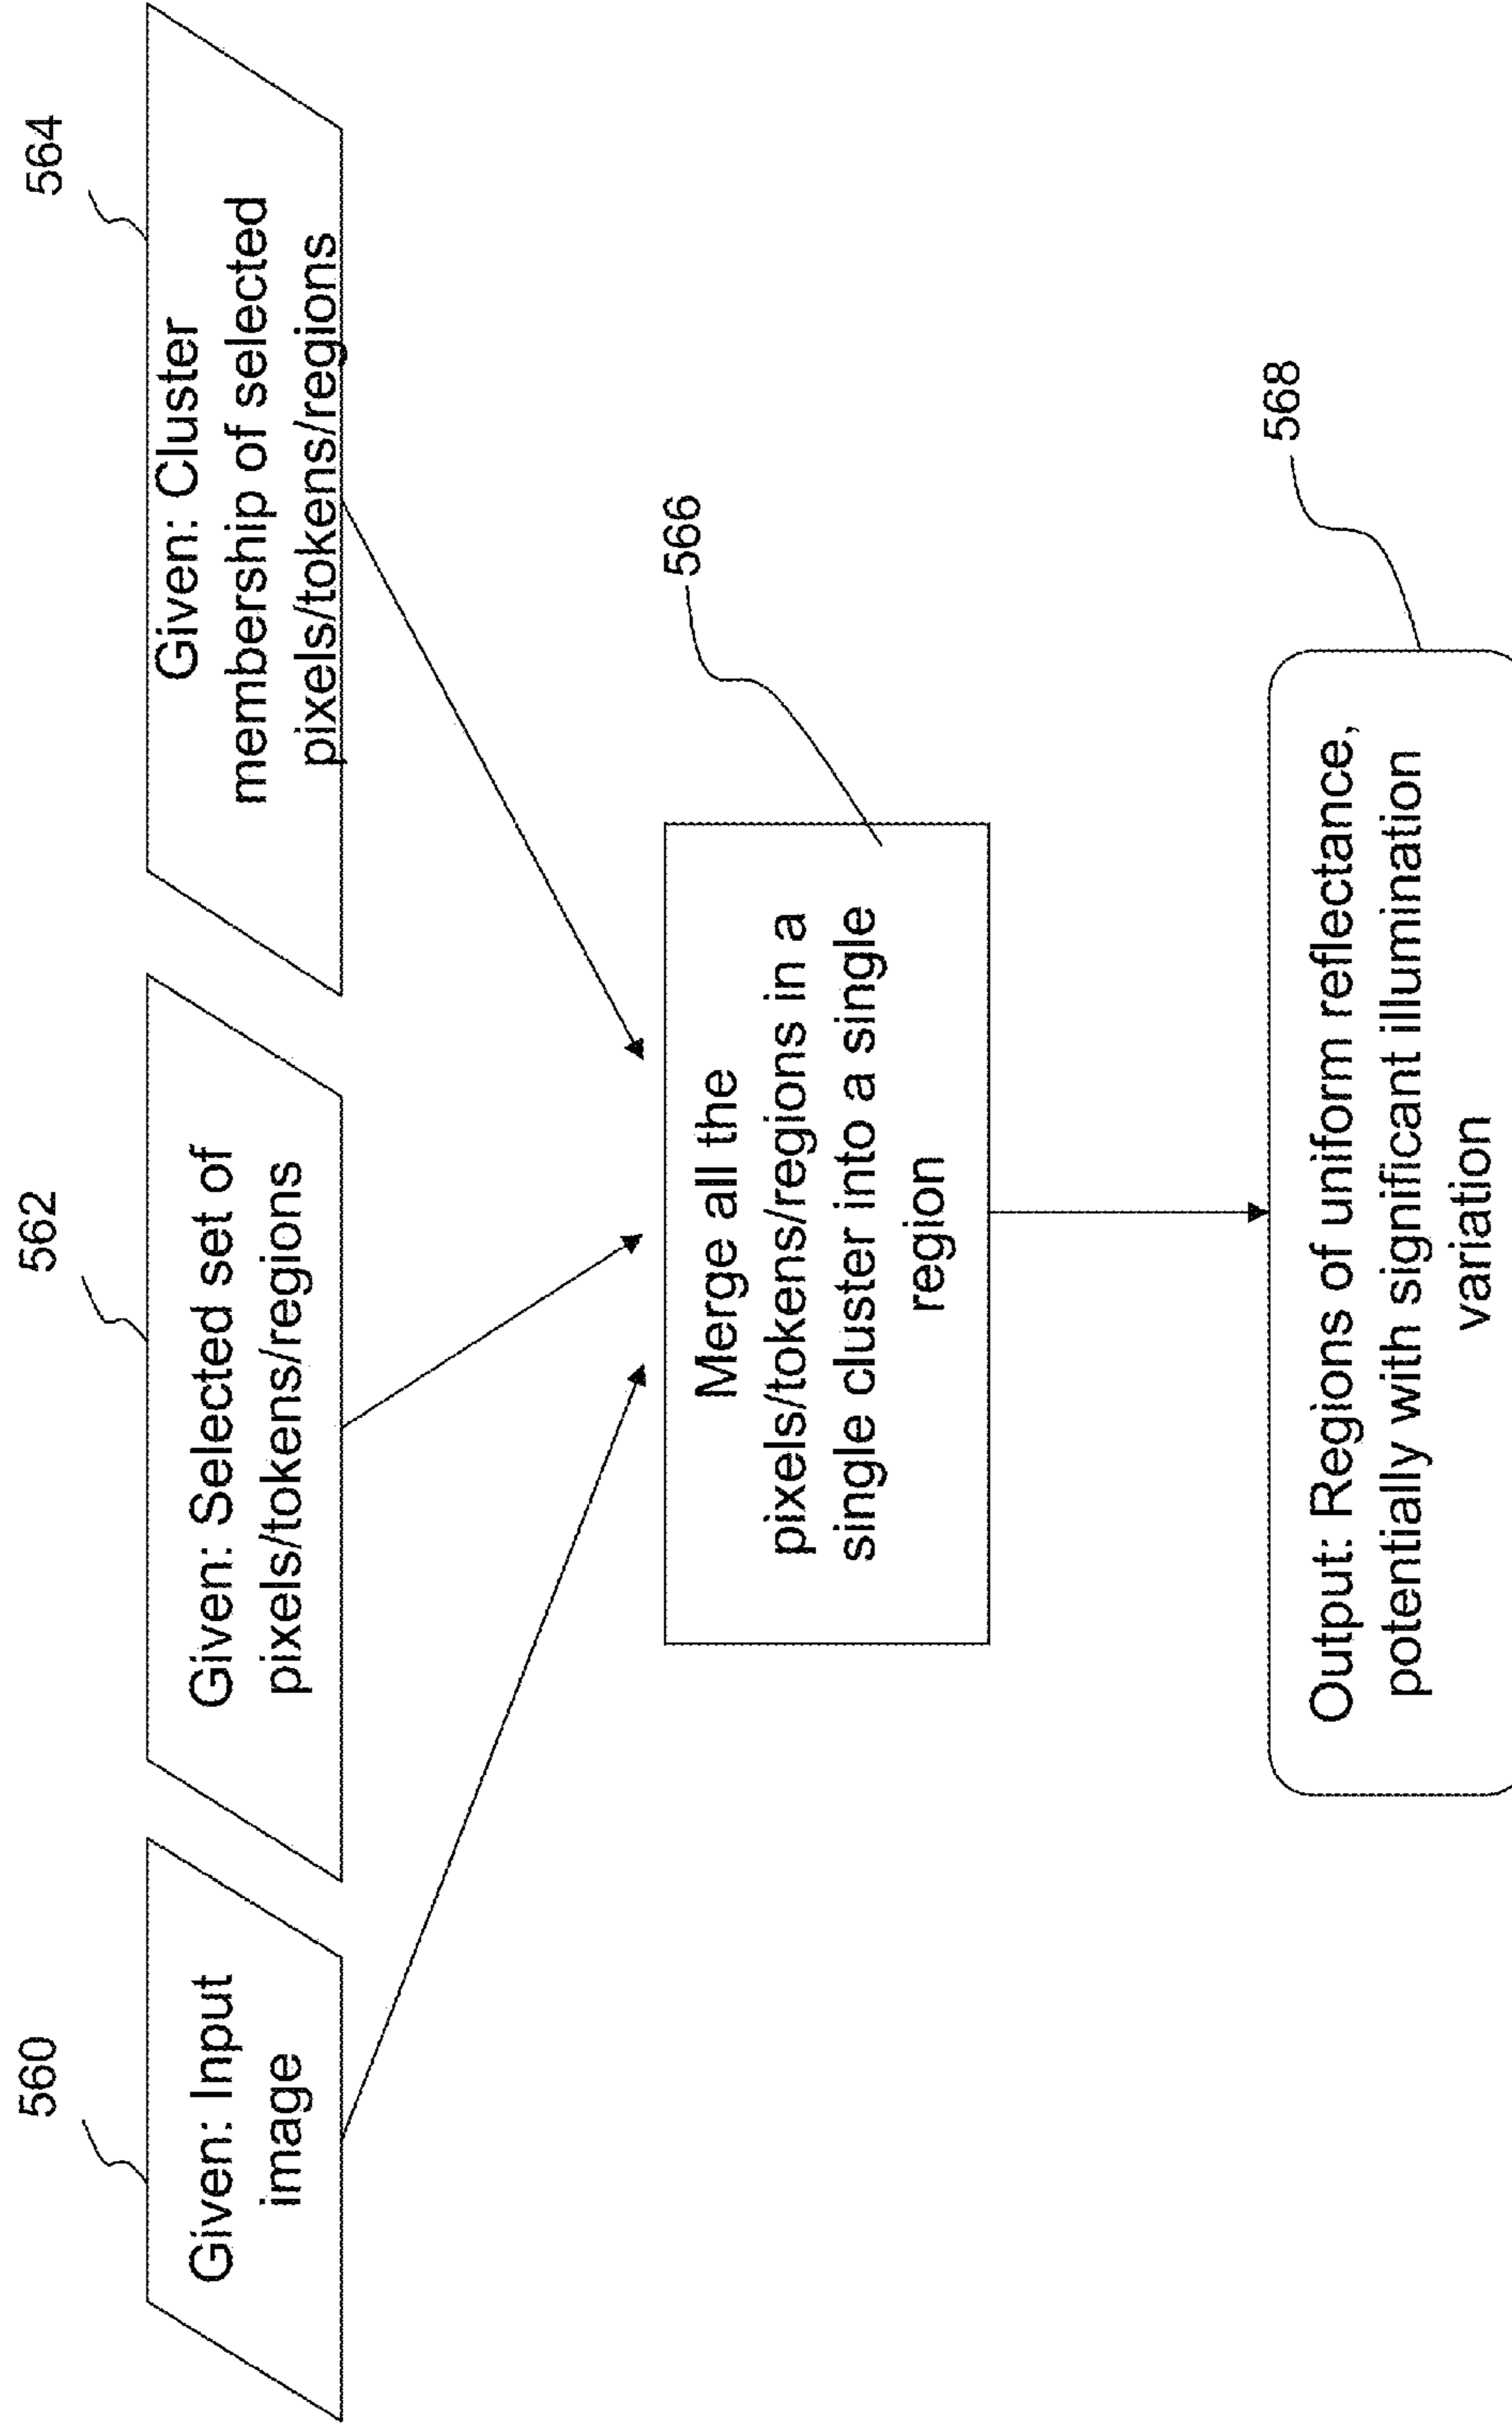 560
Given: Input
image
562
Given: Selected set of
pixels/tokens/regions
564
Given: Cluster
membership of selected
pixels/tokens/regions
566
Merge all the
pixels/tokens/regions in a
single cluster into a single
region
568
Output: Regions of uniform reflectance,
potentially with significant illumination
variation